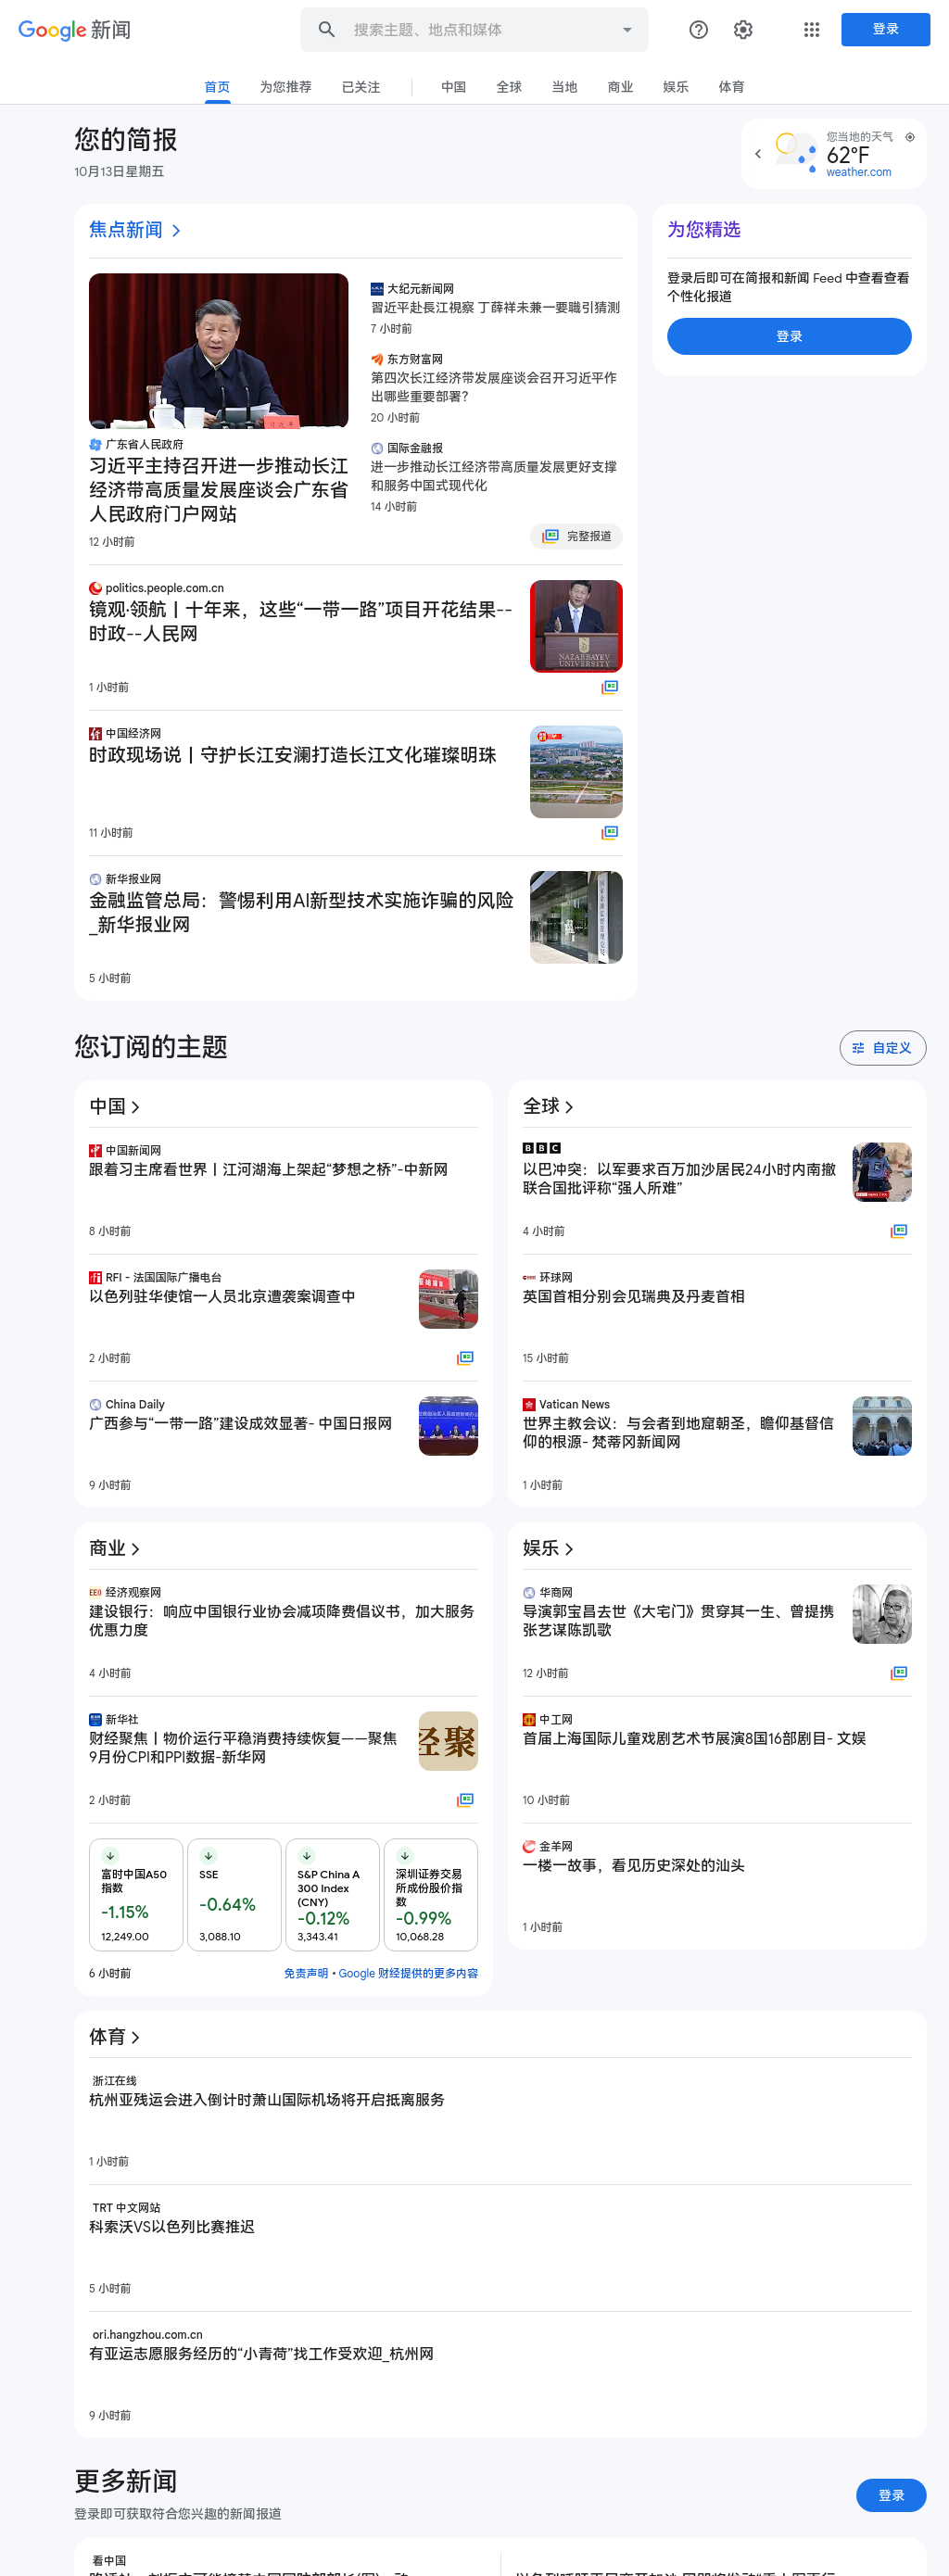 Google 新闻
搜索主题、地点和媒体
登录
首页 为您推荐 已关注 中国 全球 当地 商业 娱乐 体育
您的简报
10月13日星期五
您当地的天气
62°F
weather.com
焦点新闻
广东省人民政府
习近平主持召开进一步推动长江
经济带高质量发展座谈会广东省
人民政府门户网站
12 小时前
大纪元新闻网
習近平赴長江視察 丁薛祥未兼一要職引猜測
7 小时前
东方财富网
第四次长江经济带发展座谈会召开习近平作
出哪些重要部署？
20 小时前
国际金融报
进一步推动长江经济带高质量发展更好支撑
和服务中国式现代化
14 小时前
完整报道
politics.people.com.cn
镜观·领航丨十年来，这些“一带一路”项目开花结果--
时政--人民网
NAZARBAYEV
UNIVERSITY
1 小时前
中国经济网
时政现场说丨守护长江安澜打造长江文化璀璨明珠
11 小时前
新华报业网
金融监管总局：警惕利用AI新型技术实施诈骗的风险
_新华报业网
5 小时前
为您精选
登录后即可在简报和新闻 Feed 中查看查看
个性化报道
登录
您订阅的主题
自定义
中国
中国新闻网
跟着习主席看世界丨江河湖海上架起“梦想之桥”-中新网
8 小时前
RFI - 法国国际广播电台
以色列驻华使馆一人员北京遭袭案调查中
2 小时前
China Daily
广西参与“一带一路”建设成效显著- 中国日报网
9 小时前
全球
BBC
以巴冲突：以军要求百万加沙居民24小时内南撤
联合国批评称“强人所难”
4 小时前
环球网
英国首相分别会见瑞典及丹麦首相
15 小时前
Vatican News
世界主教会议：与会者到地窟朝圣，瞻仰基督信
仰的根源- 梵蒂冈新闻网
1 小时前
商业
EEO 经济观察网
建设银行：响应中国银行业协会减项降费倡议书，加大服务
优惠力度
4 小时前
新华社
财经聚焦丨物价运行平稳消费持续恢复——聚焦
9月份CPI和PPI数据-新华网
经聚
2 小时前
富时中国A50
指数
-1.15%
12,249.00
SSE
-0.64%
3,088.10
S&P China A
300 Index
(CNY)
-0.12%
3,343.41
深圳证券交易
所成份股价指
数
-0.99%
10,068.28
6 小时前
免责声明 • Google 财经提供的更多内容
娱乐
华商网
导演郭宝昌去世《大宅门》贯穿其一生、曾提携
张艺谋陈凯歌
12 小时前
中工网
首届上海国际儿童戏剧艺术节展演8国16部剧目- 文娱
10 小时前
金羊网
一楼一故事，看见历史深处的汕头
1 小时前
体育
浙江在线
杭州亚残运会进入倒计时萧山国际机场将开启抵离服务
1 小时前
TRT 中文网站
科索沃VS以色列比赛推迟
5 小时前
ori.hangzhou.com.cn
有亚运志愿服务经历的“小青荷”找工作受欢迎_杭州网
9 小时前
更多新闻
登录即可获取符合您兴趣的新闻报道
登录
看中国